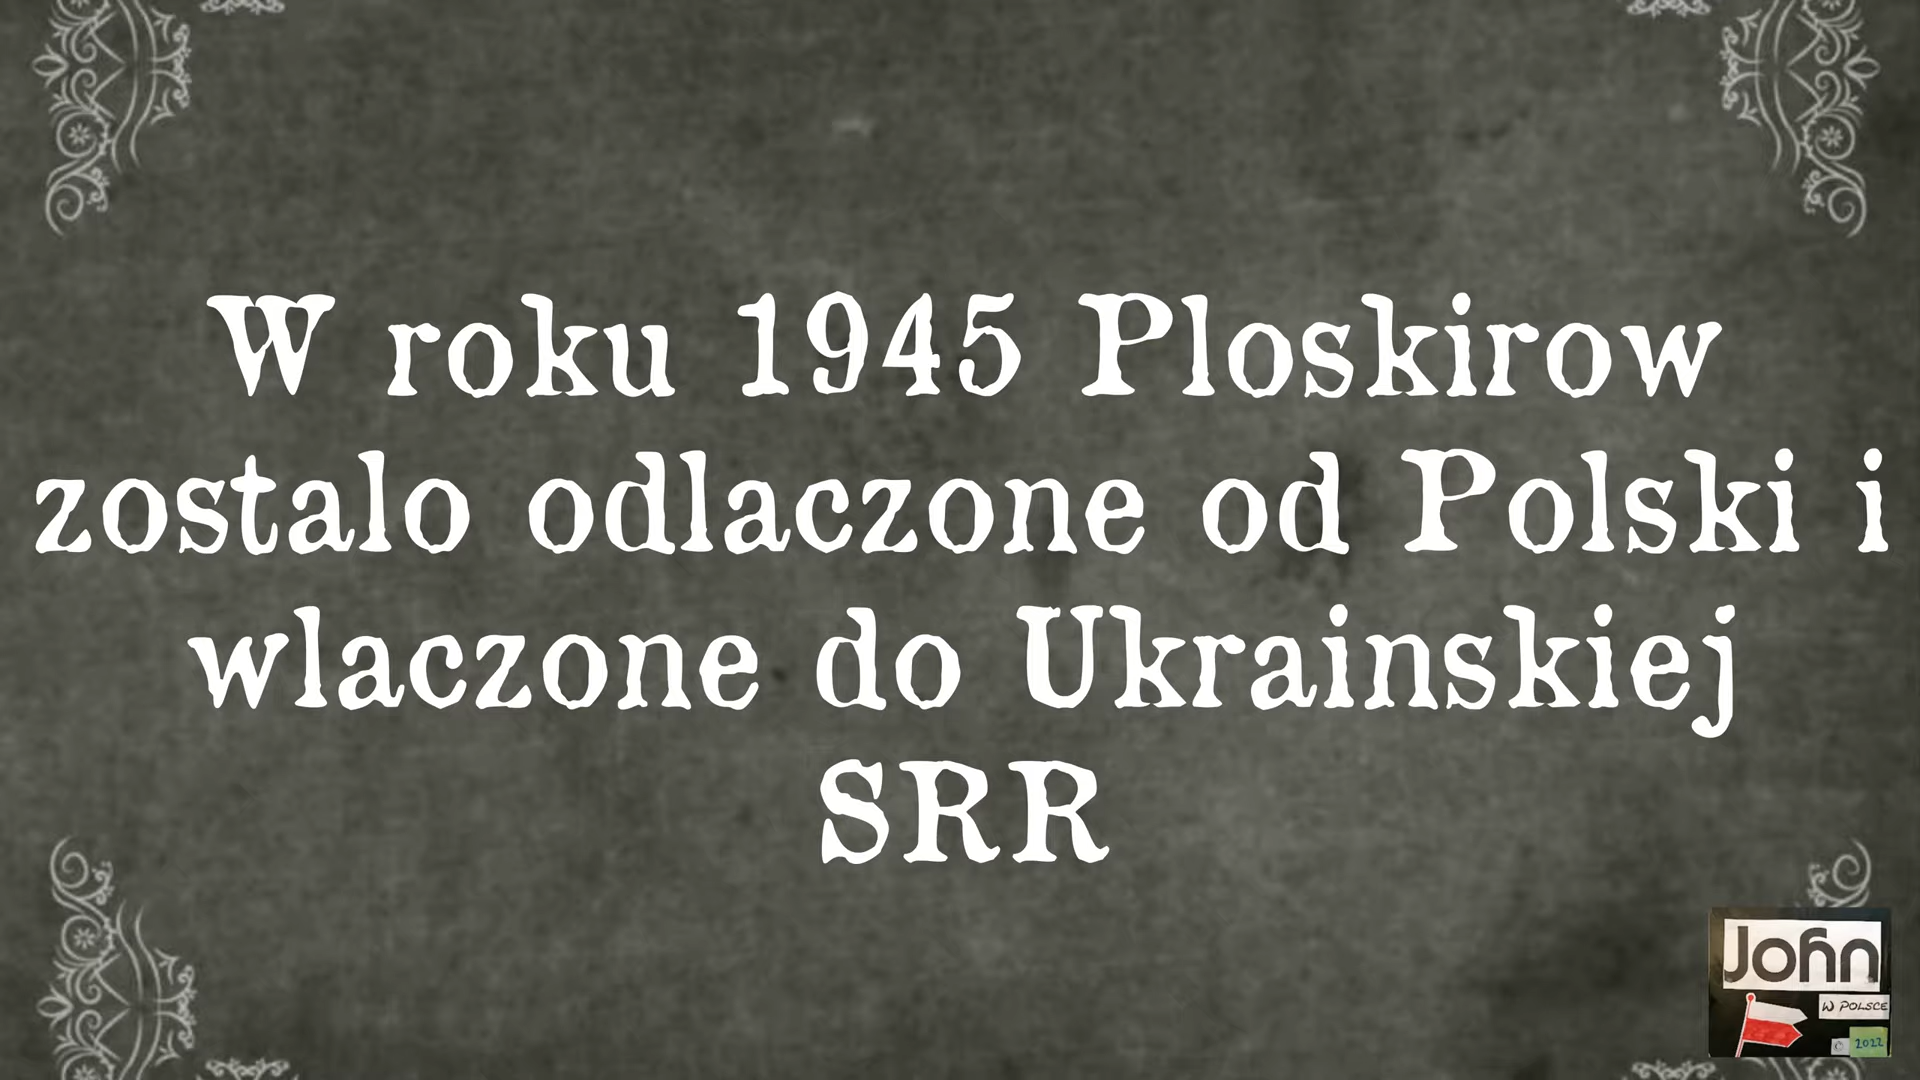 W roku 1945 Ploskirow
zostalo odlaczone od Polski i
wlaczone do Ukrainskiej
SRR
John
W POLSCE
© 2022